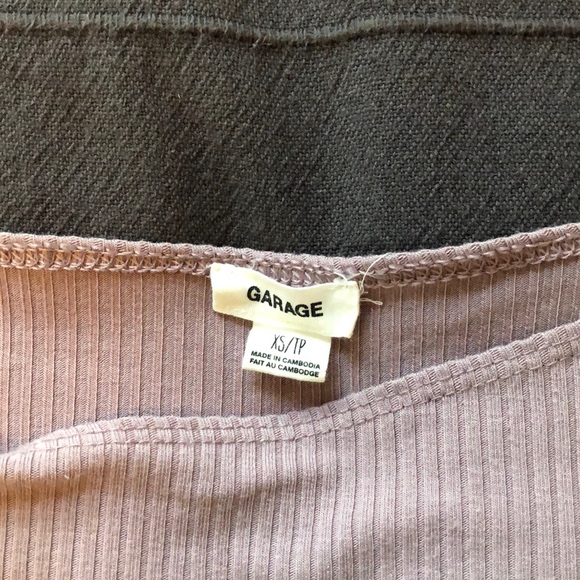 GARAGE
XS/TP
MADE IN CAMBODIA
FAIT AU CAMBODGE